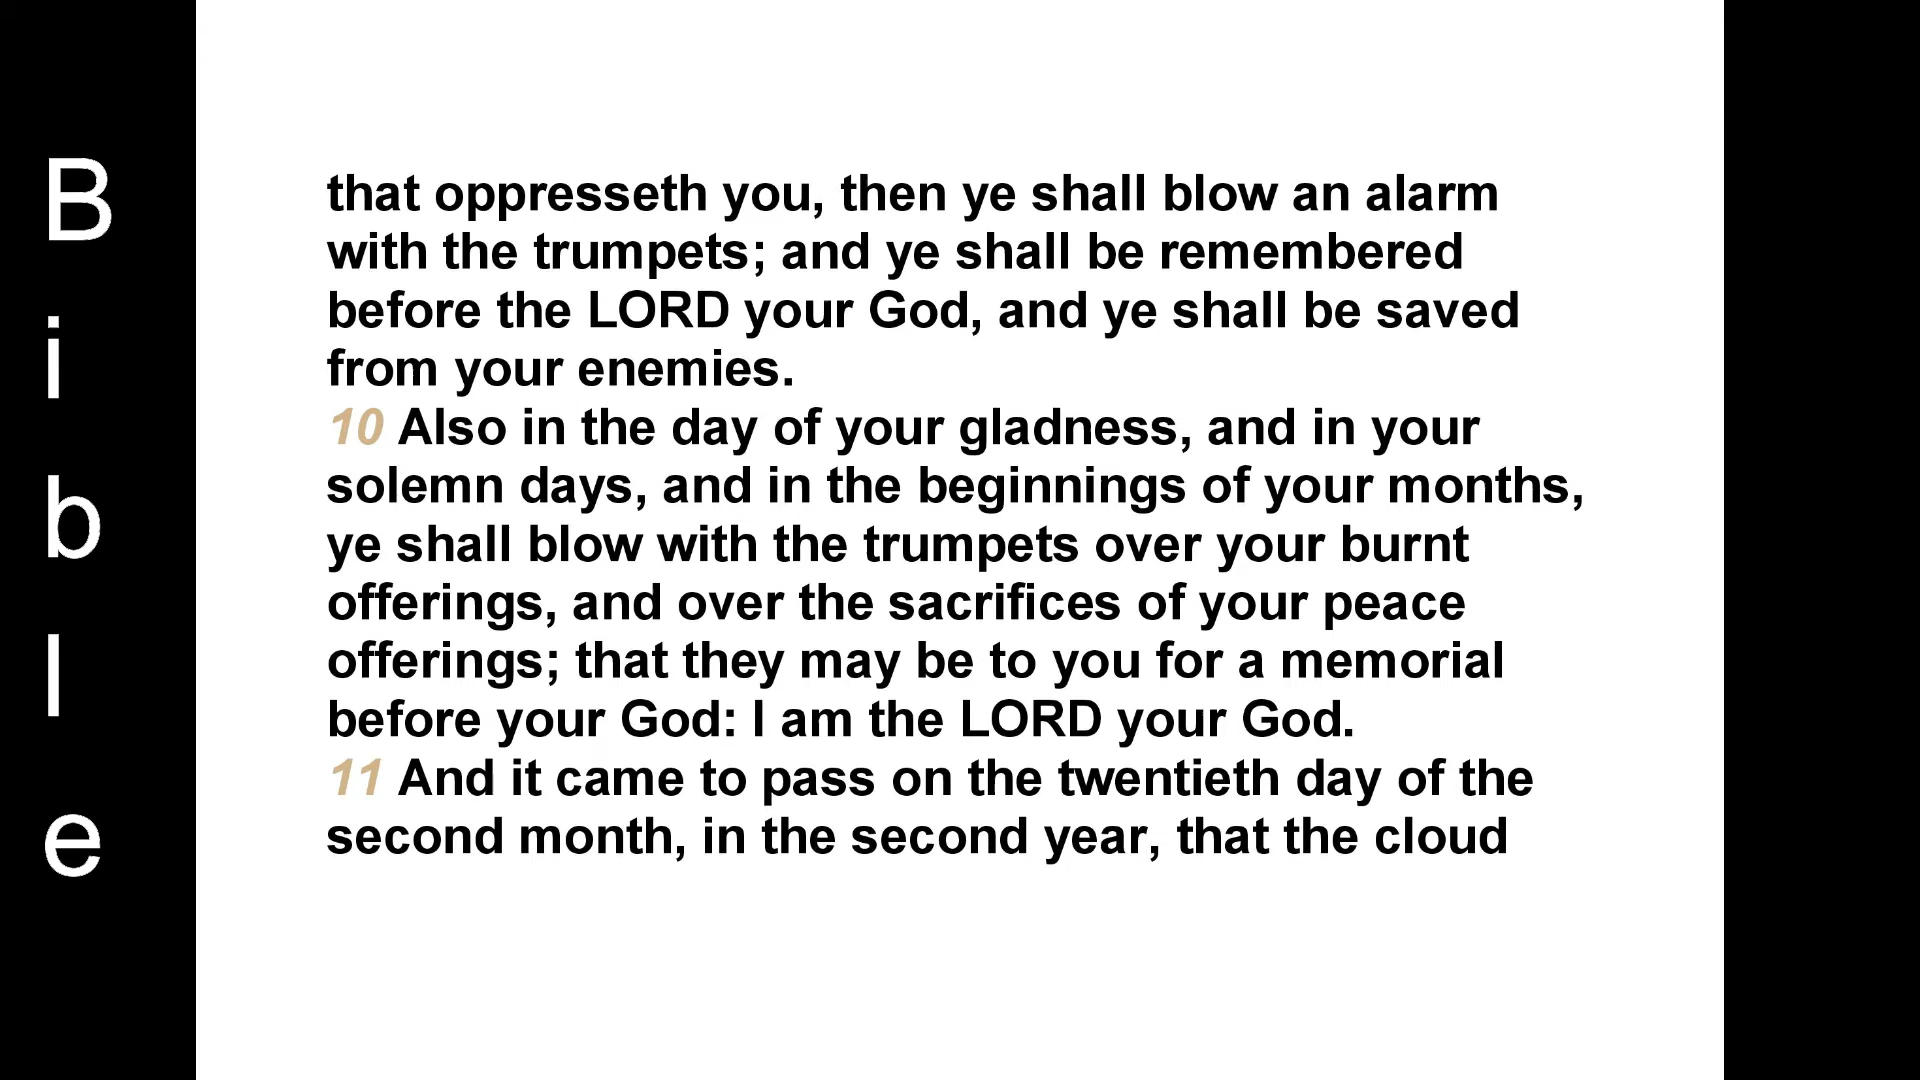 Bible
that oppresseth you, then ye shall blow an alarm
with the trumpets; and ye shall be remembered
before the LORD your God, and ye shall be saved
from your enemies.
10 Also in the day of your gladness, and in your
solemn days, and in the beginnings of your months,
ye shall blow with the trumpets over your burnt
offerings, and over the sacrifices of your peace
offerings; that they may be to you for a memorial
before your God: I am the LORD your God.
11 And it came to pass on the twentieth day of the
second month, in the second year, that the cloud